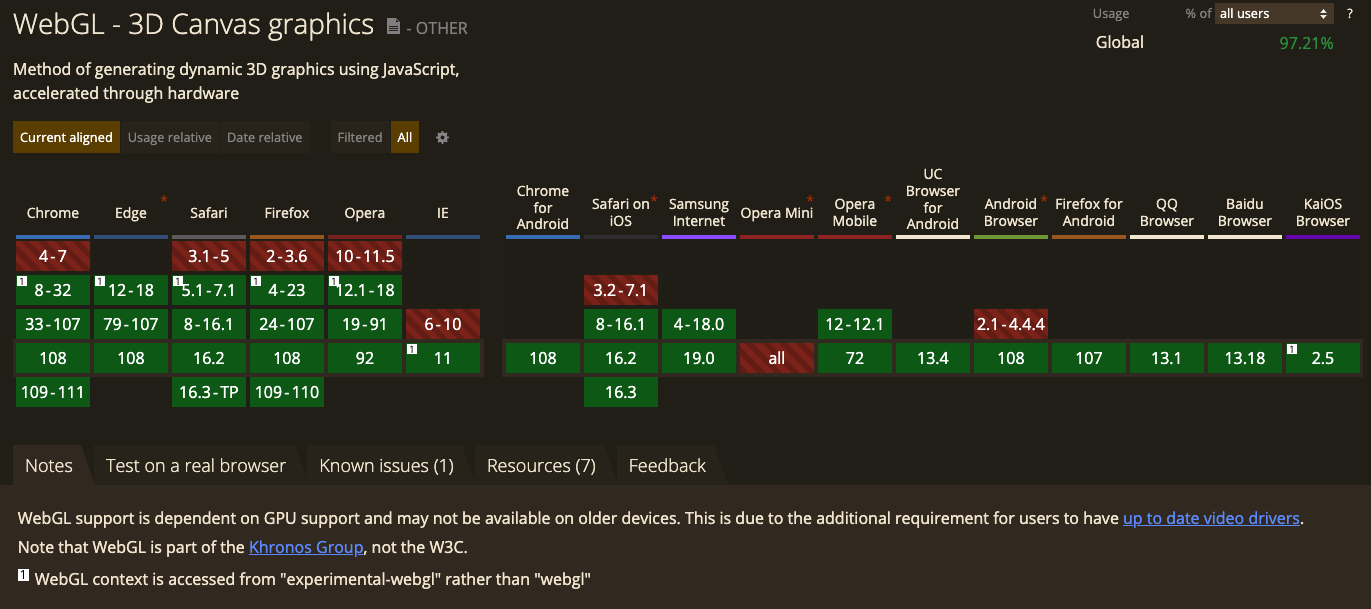 WebGL - 3D Canvas graphics - OTHER
Usage % of all users ?
Global 97.21%
Method of generating dynamic 3D graphics using JavaScript,
accelerated through hardware
Current aligned Usage relative Date relative Filtered All
Chrome Edge * Safari Firefox Opera IE Chrome for Android Safari on iOS * Samsung Internet Opera Mini * Opera Mobile * UC Browser for Android Android Browser * Firefox for Android QQ Browser Baidu Browser KaiOS Browser
4-7 3.1-5 2-3.6 10-11.5
1 8-32 1 12-18 1 5.1-7.1 1 4-23 1 12.1-18 3.2-7.1
33-107 79-107 8-16.1 24-107 19-91 6-10 8-16.1 4-18.0 12-12.1 2.1-4.4.4
108 108 16.2 108 92 1 11 108 16.2 19.0 all 72 13.4 108 107 13.1 13.18 1 2.5
109-111 16.3-TP 109-110 16.3
Notes Test on a real browser Known issues (1) Resources (7) Feedback
WebGL support is dependent on GPU support and may not be available on older devices. This is due to the additional requirement for users to have up to date video drivers.
Note that WebGL is part of the Khronos Group, not the W3C.
1 WebGL context is accessed from "experimental-webgl" rather than "webgl"